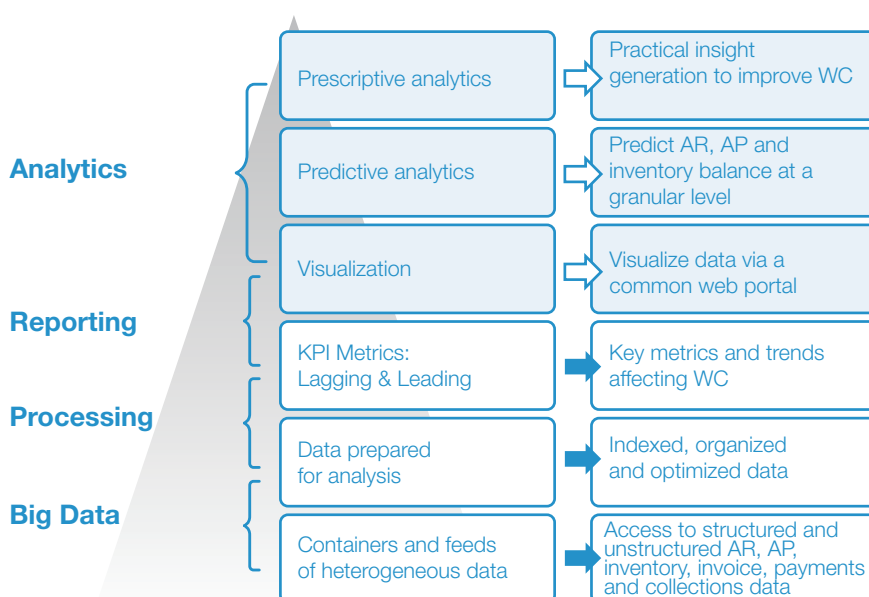 Analytics
Reporting
Processing
Big Data
Prescriptive analytics
Practical insight
generation to improve WC
Predictive analytics
Predict AR, AP and
inventory balance at a
granular level
Visualization
Visualize data via a
common web portal
KPI Metrics:
Lagging & Leading
Key metrics and trends
affecting WC
Data prepared
for analysis
Indexed, organized
and optimized data
Containers and feeds
of heterogeneous data
Access to structured and
unstructured AR, AP,
inventory, invoice, payments
and collections data